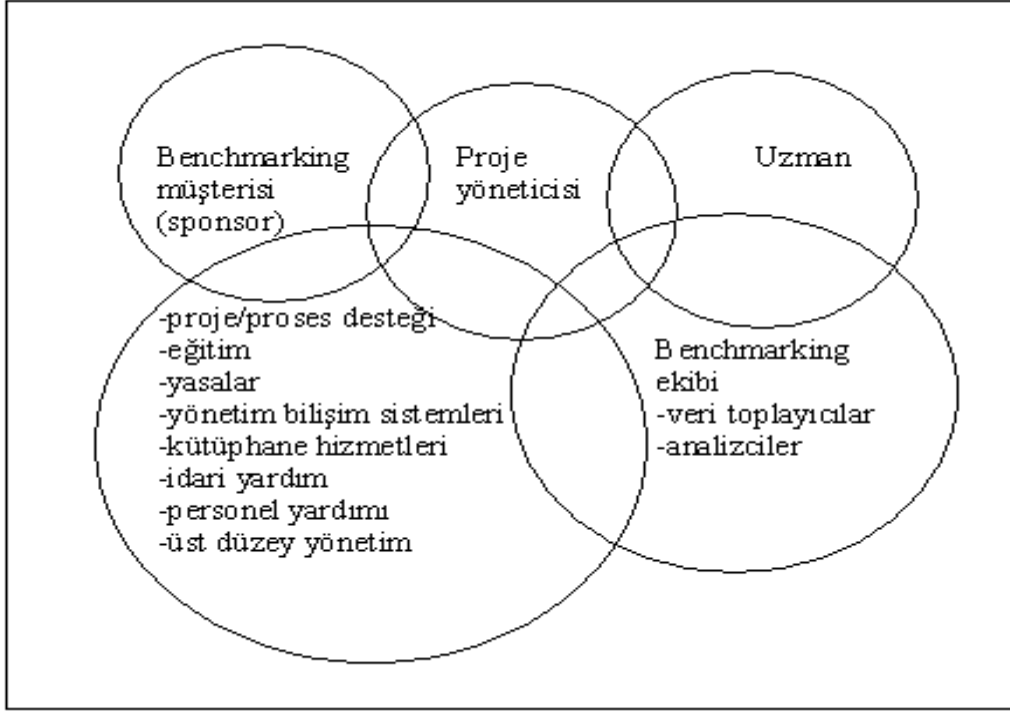 Benchmarking
müşterisi
(sponsor)
Proje
yöneticisi
Uzman
-proje/proses desteği
-eğitim
-yasalar
-yönetim bilişim sistemleri
-kütüphane hizmetleri
-idari yardım
-personel yardımı
-üst düzey yönetim
Benchmarking
ekibi
-veri toplayıcılar
-analizciler